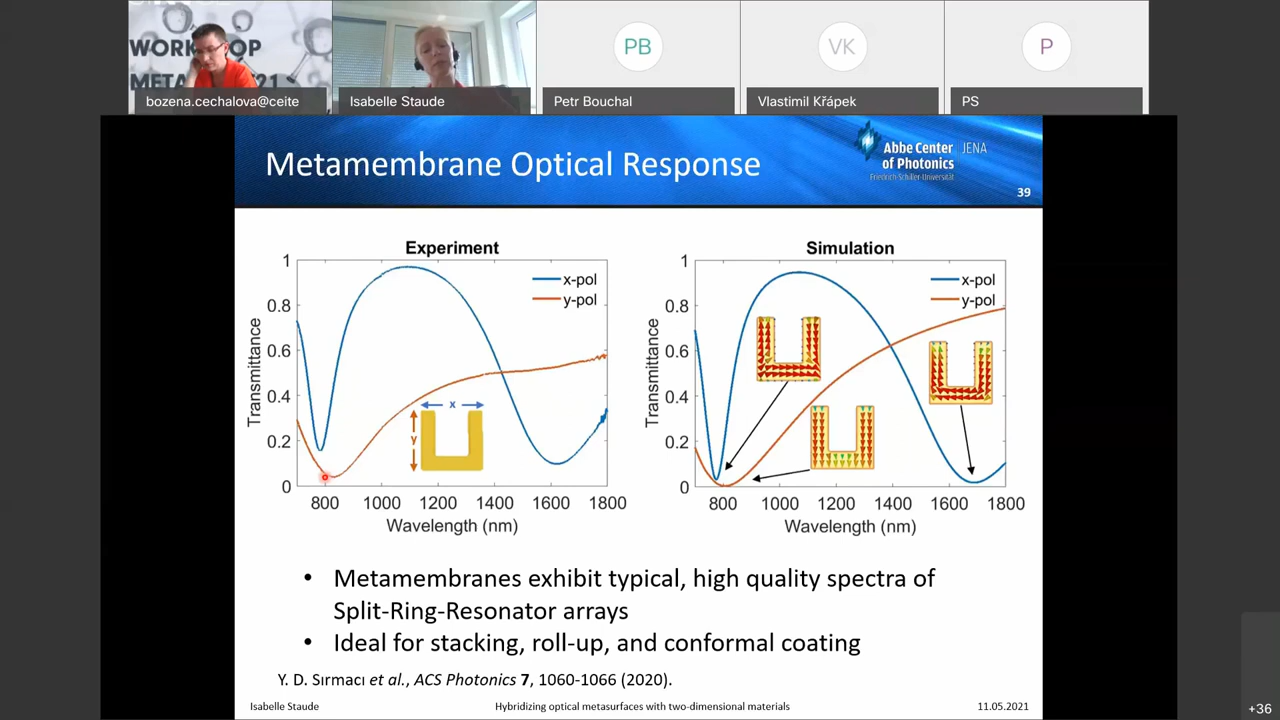 WORK OP
META 21
bozena.cechalova@ceite
Isabelle Staude
PB
Petr Bouchal
VK
Vlastimil Křápek
P
PS
Metamembrane Optical Response
Abbe Center
of Photonics
JENA
Friedrich-Schiller-Universität
39
Experiment
1
0.8
0.6
0.4
0.2
0
Transmittance
x-pol
y-pol
x
y
800 1000 1200 1400 1600 1800
Wavelength (nm)
Simulation
1
0.8
0.6
0.4
0.2
0
Transmittance
x-pol
y-pol
800 1000 1200 1400 1600 1800
Wavelength (nm)
• Metamembranes exhibit typical, high quality spectra of
Split-Ring-Resonator arrays
• Ideal for stacking, roll-up, and conformal coating
Y. D. Sırmacı et al., ACS Photonics 7, 1060-1066 (2020).
Isabelle Staude
Hybridizing optical metasurfaces with two-dimensional materials
11.05.2021
+36